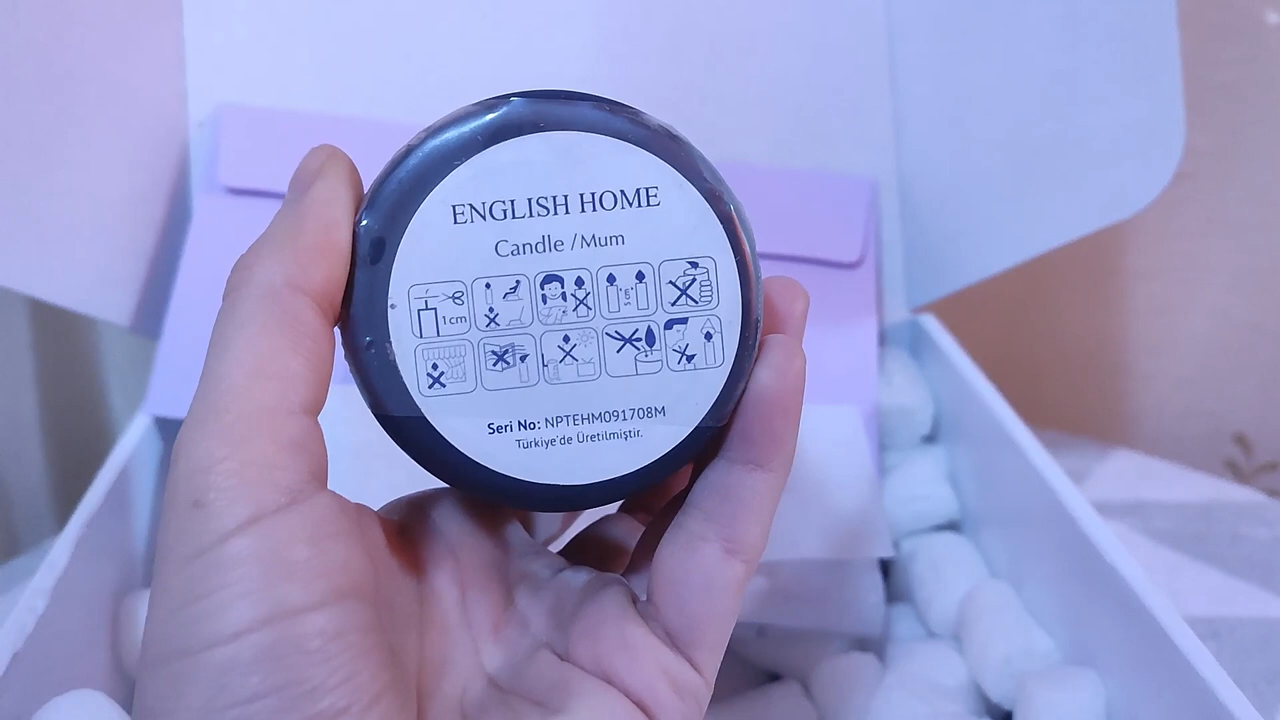 ENGLISH HOME
Candle /Mum
1cm
Seri No: NPTEHM091708M
Türkiye'de Üretilmiştir.